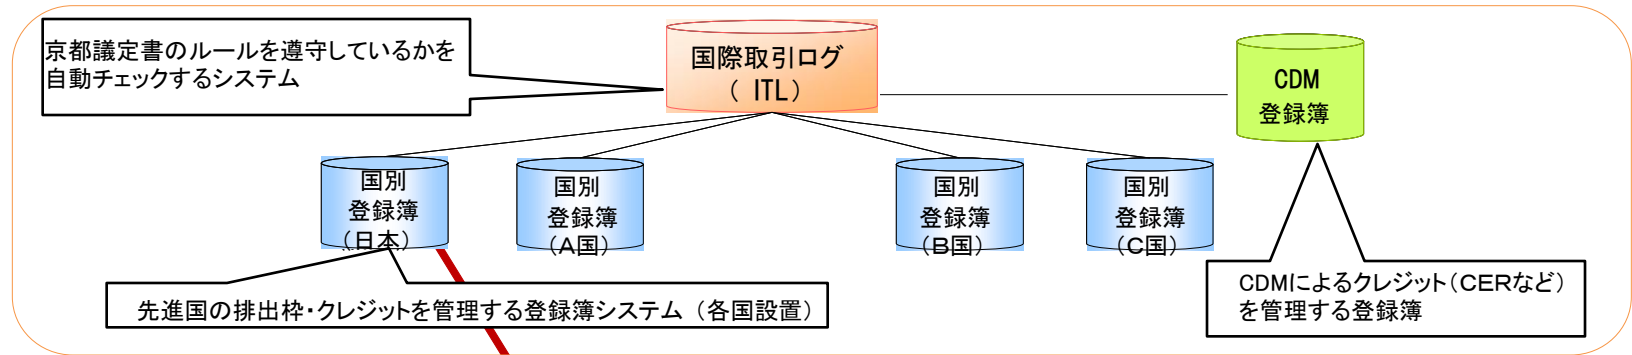 京都議定書のルールを遵守しているかを
自動チェックするシステム
国際取引ログ
（ ITL）
CDM
登録簿
国別
登録簿
（日本）
国別
登録簿
（A国）
国別
登録簿
（B国）
国別
登録簿
（C国）
先進国の排出枠・クレジットを管理する登録簿システム（各国設置）
CDMによるクレジット（CERなど）
を管理する登録簿